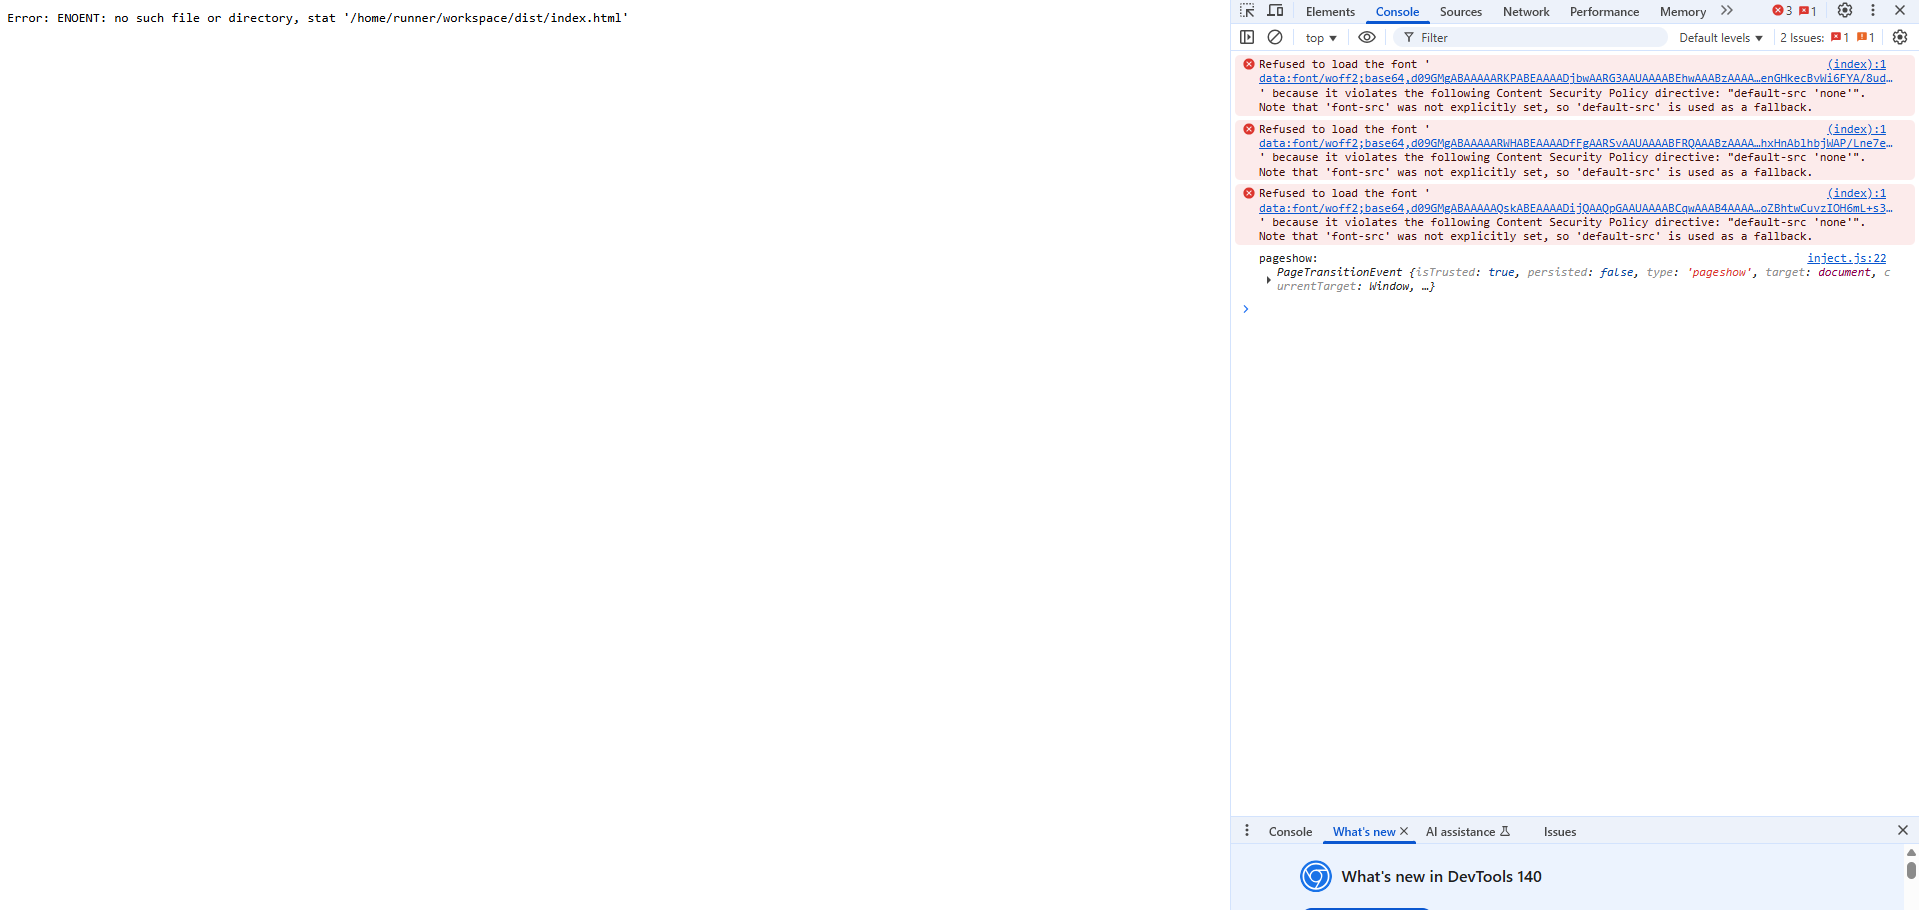 Error: ENOENT: no such file or directory, stat '/home/runner/workspace/dist/index.html'
Elements Console Sources Network Performance Memory 3 1
top Filter Default levels 2 Issues: 1 1
Refused to load the font ' (index):1
data:font/woff2;base64,d09GMgABAAAAARKPABEAAAADjbwAARG3AAUAAAABEhwAAABzAAAA…enGHkecBvWi6FYA/8ud…
' because it violates the following Content Security Policy directive: "default-src 'none'".
Note that 'font-src' was not explicitly set, so 'default-src' is used as a fallback.
Refused to load the font ' (index):1
data:font/woff2;base64,d09GMgABAAAAARWHABEAAAADfFgAARSvAAUAAAABFRQAAABzAAAA…hxHnAblhbjWAP/Lne7e…
' because it violates the following Content Security Policy directive: "default-src 'none'".
Note that 'font-src' was not explicitly set, so 'default-src' is used as a fallback.
Refused to load the font ' (index):1
data:font/woff2;base64,d09GMgABAAAAAQskABEAAAADijQAAQpGAAUAAAABCqwAAAB4AAAA…oZBhtwCuvzIOH6mL+s3…
' because it violates the following Content Security Policy directive: "default-src 'none'".
Note that 'font-src' was not explicitly set, so 'default-src' is used as a fallback.
pageshow: inject.js:22
PageTransitionEvent {isTrusted: true, persisted: false, type: 'pageshow', target: document, c
urrentTarget: Window, …}
Console What's new AI assistance Issues
What's new in DevTools 140